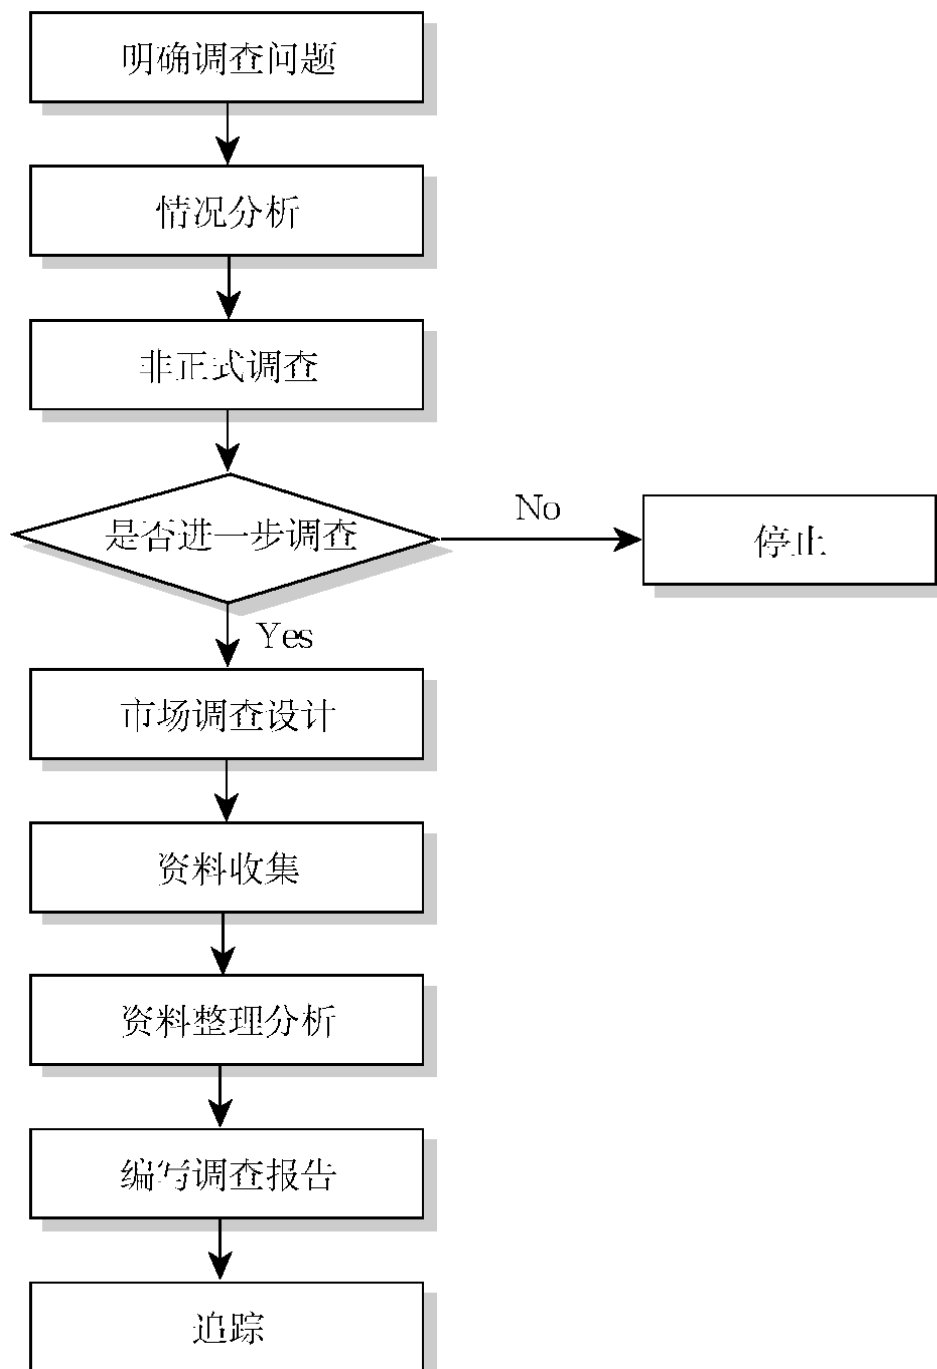 明确调查问题
情况分析
非正式调查
是否进一步调查
No
停止
Yes
市场调查设计
资料收集
资料整理分析
编写调查报告
追踪